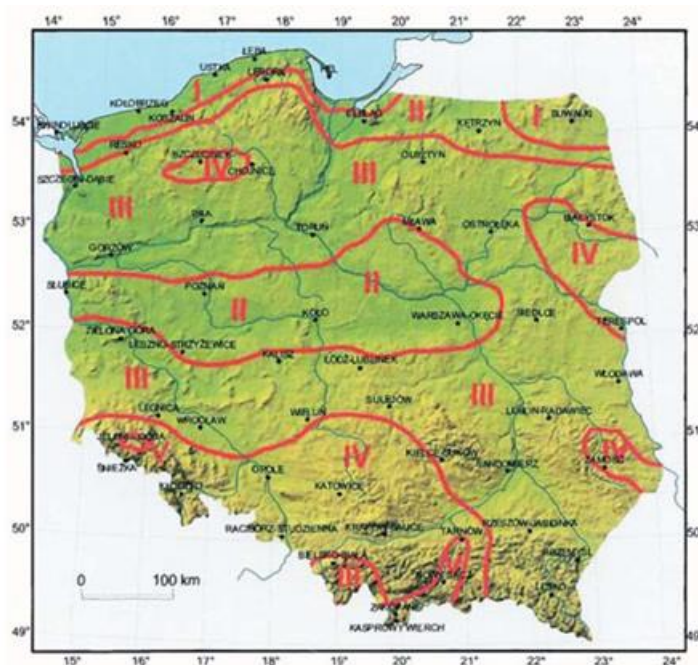 14° 15° 16° 17° 18° 19° 20° 21° 22° 23° 24°
ŁEBA
USTKA
LĘBORK
HEL
I
KOŁOBRZEG
KOSZALIN
ELBLĄG
II
I
SUWAŁKI
54°
KĘTRZYN
RESKO
SZCZECINEK
IV
CHOJNICE
OLSZTYN
III
SZCZECIN-DĄBIE
III
53°
PIŁA
TORUŃ
MŁAWA
OSTROŁĘKA
BIAŁYSTOK
IV
GORZÓW
SŁUBICE
POZNAŃ
II
II
KOŁO
WARSZAWA-OKĘCIE
SIEDLCE
TERESPOL
52°
ZIELONA-GÓRA
LESZNO-STRZYŻEWICE
KALISZ
ŁÓDŹ-LUBLINEK
WŁODAWA
III
III
SULEJÓW
51°
LEGNICA
WROCŁAW
WIELUŃ
LUBLIN-RADAWIEC
IV
ZAMOŚĆ
ŚNIEŻKA
IV
KIELCE-SUKÓW
SANDOMIERZ
OPOLE
KŁODZKO
KATOWICE
50°
RACIBÓRZ-STUDZIENNA
TARNÓW
RZESZÓW-JASIONKA
BIELSKO-BIAŁA
III
PRZEMYŚL
LESKO
0 100 km
49°
KASPROWY WIERCH
15° 16° 17° 18° 19° 20° 21° 22° 23° 24°